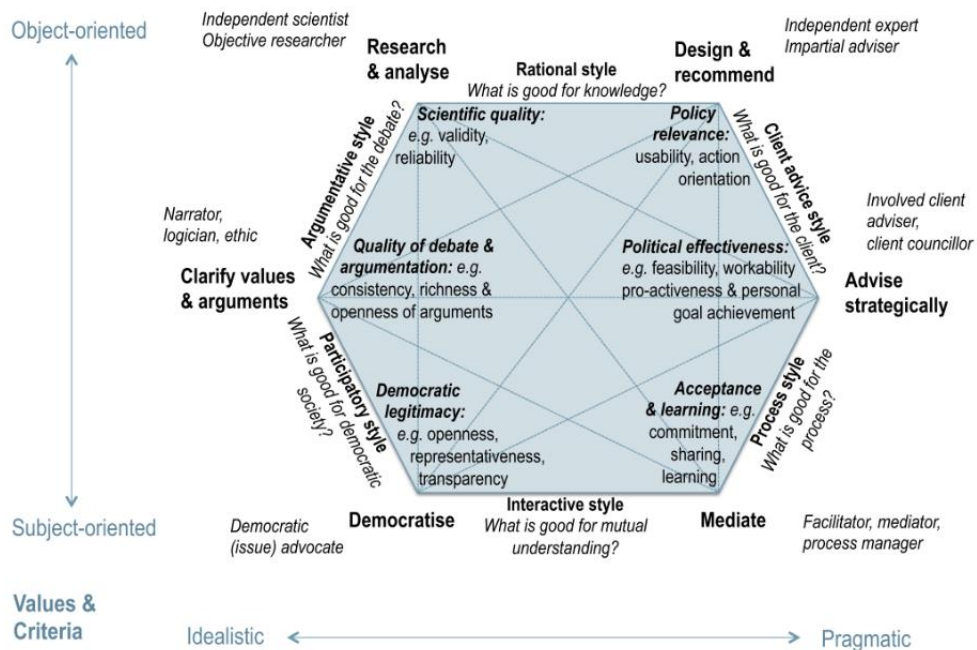 Object-oriented
Independent scientist
Objective researcher
Research
& analyse
Rational style
What is good for knowledge?
Design &
recommend
Independent expert
Impartial adviser
Argumentative style
What is good for the debate?
Scientific quality:
e.g. validity,
reliability
Policy
relevance:
usability, action
orientation
Client advice style
What is good for the client?
Narrator,
logician, ethic
Clarify values
& arguments
Quality of debate &
argumentation: e.g.
consistency, richness &
openness of arguments
Political effectiveness:
e.g. feasibility, workability
pro-activeness & personal
goal achievement
Involved client
adviser,
client councillor
Advise
strategically
Participatory style
What is good for democratic
society?
Democratic
legitimacy:
e.g. openness,
representativeness,
transparency
Acceptance
& learning: e.g.
commitment,
sharing,
learning
Process style
What is good for the
process?
Subject-oriented
Democratic
(issue) advocate
Democratise
Interactive style
What is good for mutual
understanding?
Mediate
Facilitator, mediator,
process manager
Values &
Criteria
Idealistic
Pragmatic